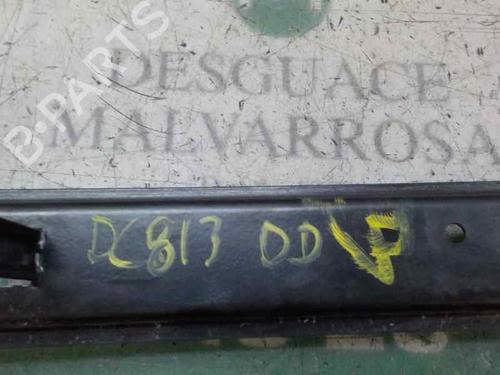 B-PARTS
DESGUACE
MALVARROSA
DC813 DD